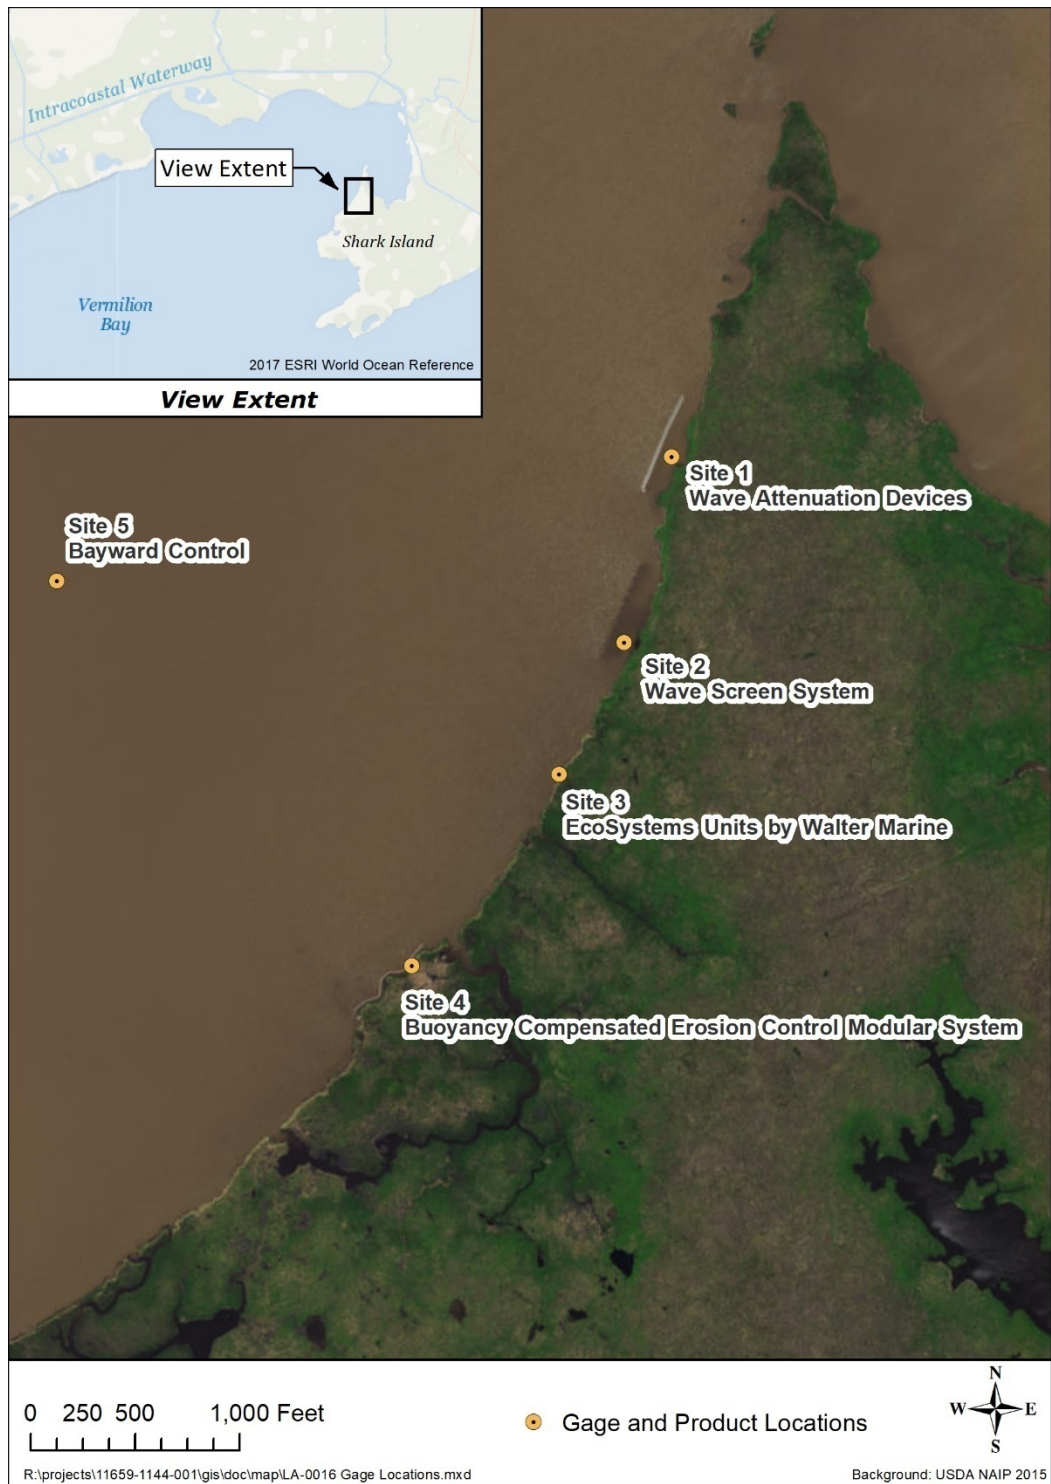 Intracoastal Waterway
View Extent
Shark Island
Vermilion
Bay
2017 ESRI World Ocean Reference
View Extent
Site 1
Wave Attenuation Devices
Site 5
Bayward Control
Site 2
Wave Screen System
Site 3
EcoSystems Units by Walter Marine
Site 4
Buoyancy Compensated Erosion Control Modular System
0 250 500 1,000 Feet
Gage and Product Locations
N
W E
S
R:\projects\11659-1144-001\gis\doc\map\LA-0016 Gage Locations.mxd
Background: USDA NAIP 2015